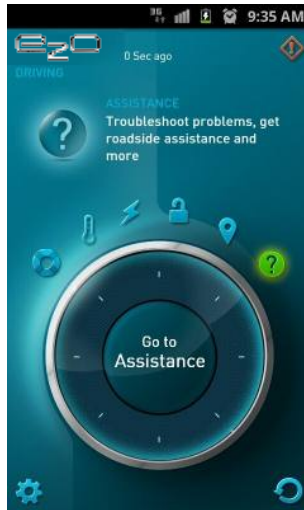 3G 9:35 AM
e2o
0 Sec ago
DRIVING
ASSISTANCE
Troubleshoot problems, get
roadside assistance and
more
Go to
Assistance